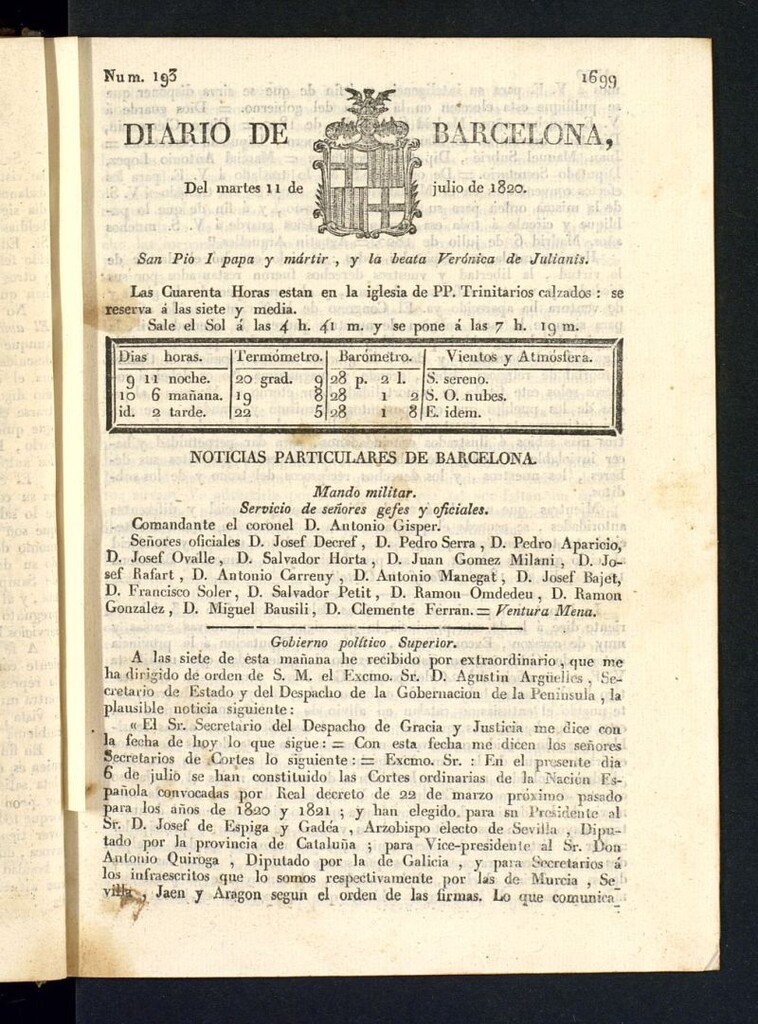 Num. 193
1699
DIARIO DE BARCELONA,
Del martes 11 de julio de 1820.
San Pio I papa y mártir , y la beata Verónica de Julianis.
Las Cuarenta Horas estan en la iglesia de PP. Trinitarios calzados : se
reserva á las siete y media.
Sale el Sol á las 4 h. 41 m. y se pone á las 7 h. 19 m.
Dias horas. Termómetro. Barómetro. Vientos y Atmósfera.
9 11 noche. 20 grad. 9 28 p. 2 l. S. sereno.
10 6 mañana. 19 8 28 1 2 S. O. nubes.
id. 2 tarde. 22 5 28 1 8 E. idem.
NOTICIAS PARTICULARES DE BARCELONA.
Mando militar.
Servicio de señores gefes y oficiales.
Comandante el coronel D. Antonio Gisper.
Señores oficiales D. Josef Decref , D. Pedro Serra , D. Pedro Aparicio,
D. Josef Ovalle , D. Salvador Horta , D. Juan Gomez Milani , D. Jo-
sef Rafart , D. Antonio Carreny , D. Antonio Manegat , D. Josef Bajet,
D. Francisco Soler , D. Salvador Petit , D. Ramon Omdedeu , D. Ramon
Gonzalez , D. Miguel Bausili , D. Clemente Ferran. = Ventura Mena.
Gobierno político Superior.
A las siete de esta mañana he recibido por extraordinario , que me
ha dirigido de orden de S. M. el Excmo. Sr. D. Agustin Argüelles , Se-
cretario de Estado y del Despacho de la Gobernacion de la Peninsula , la
plausible noticia siguiente :
« El Sr. Secretario del Despacho de Gracia y Justicia me dice con
la fecha de hoy lo que sigue : = Con esta fecha me dicen los señores
Secretarios de Cortes lo siguiente : = Excmo. Sr. : En el presente dia
6 de julio se han constituido las Cortes ordinarias de la Nación Es-
pañola convocadas por Real decreto de 22 de marzo próximo pasado
para los años de 1820 y 1821 ; y han elegido para su Presidente al
Sr. D. Josef de Espiga y Gadéa , Arzobispo electo de Sevilla , Dipu-
tado por la provincia de Cataluña ; para Vice-presidente al Sr. Don
Antonio Quiroga , Diputado por la de Galicia , y para Secretarios á
los infraescritos que lo somos respectivamente por las de Murcia , Se
villa , Jaen y Aragon segun el orden de las firmas. Lo que comunica-